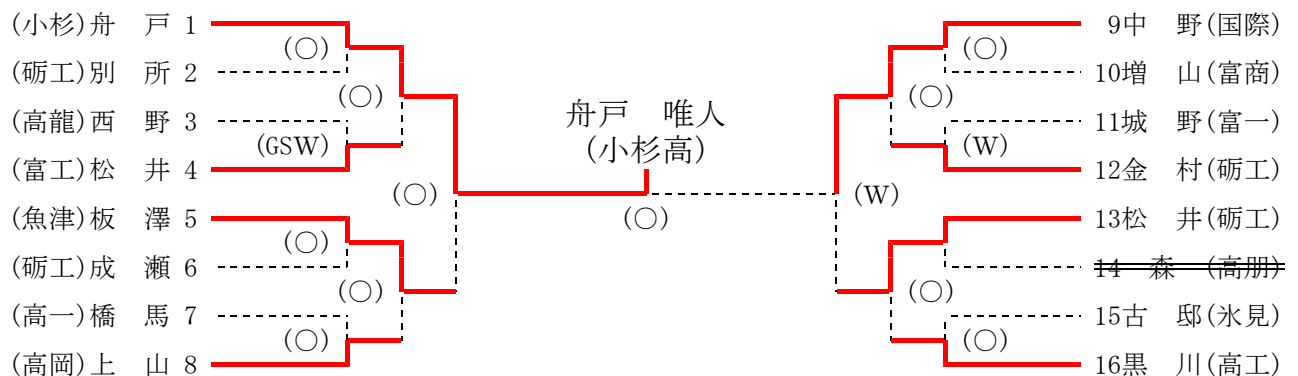 (小杉)舟　戸 1
(○)
(砺工)別　所 2
(○)
(高龍)西　野 3
(GSW)
(富工)松　井 4
(○)
(魚津)板　澤 5
(○)
(砺工)成　瀬 6
(○)
(高一)橋　馬 7
(○)
(高岡)上　山 8
舟戸　唯人
(小杉高)
(○)
9中　野(国際)
(○)
10増　山(富商)
(○)
11城　野(富一)
(W)
12金　村(砺工)
(W)
13松　井(砺工)
14　森　(高朋)
(○)
15古　邸(氷見)
(○)
16黒　川(高工)